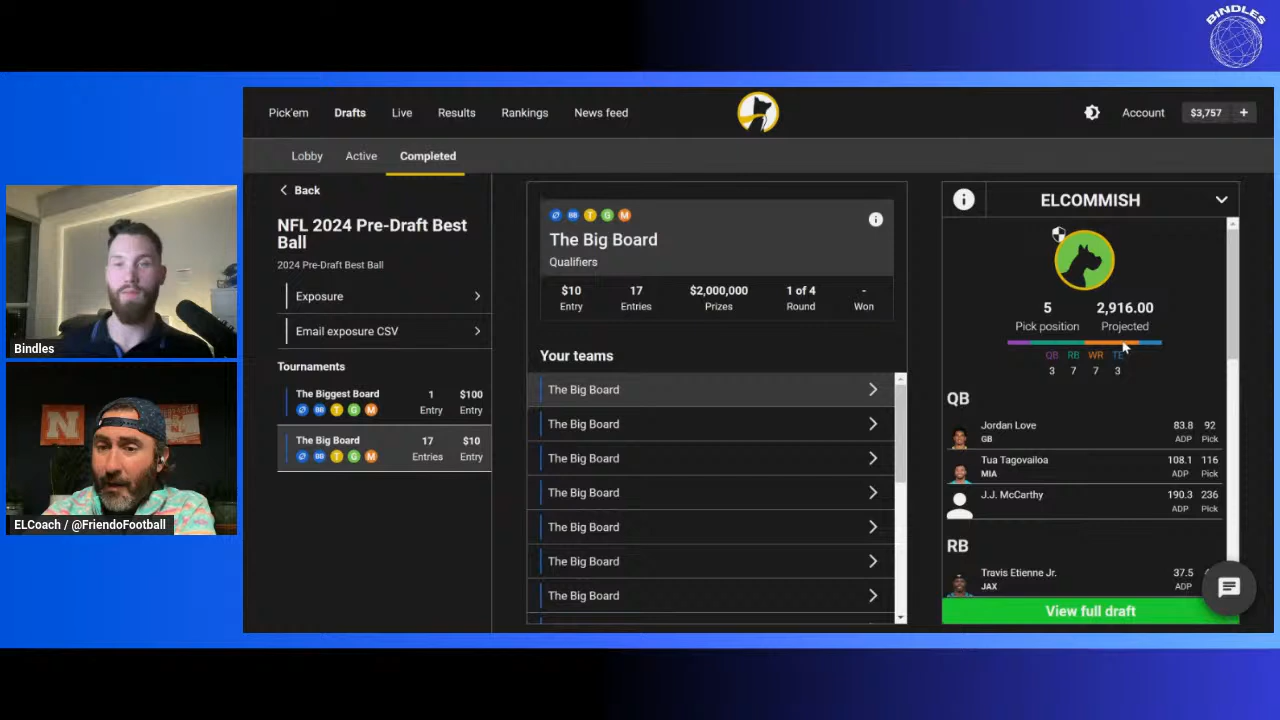 BINDLES
Pick'em
Drafts
Live
Results
Rankings
News feed
Account
$3,757 +
Lobby
Active
Completed
Back
NFL 2024 Pre-Draft Best
Ball
2024 Pre-Draft Best Ball
Exposure
Email exposure CSV
Tournaments
The Biggest Board 1 $100
BB T G M Entry Entry
The Big Board 17 $10
BB T G M Entries Entry
BB T G M
The Big Board
Qualifiers
$10 17 $2,000,000 1 of 4 -
Entry Entries Prizes Round Won
Your teams
The Big Board
The Big Board
The Big Board
The Big Board
The Big Board
The Big Board
The Big Board
ELCOMMISH
5 2,916.00
Pick position Projected
QB RB WR TE
3 7 7 3
QB
Jordan Love 83.8 92
GB ADP Pick
Tua Tagovailoa 108.1 116
MIA ADP Pick
J.J. McCarthy 190.3 236
ADP Pick
RB
Travis Etienne Jr. 37.5
JAX ADP
View full draft
Bindles
N
ELCoach / @FriendoFootball